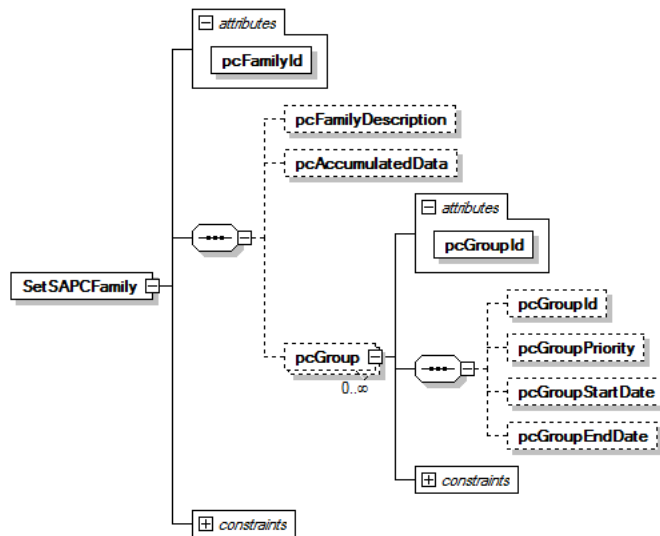 attributes
pcFamilyId
pcFamilyDescription
pcAccumulatedData
attributes
pcGroupId
SetSAPCFamily
pcGroupId
pcGroup
pcGroupPriority
0..∞
pcGroupStartDate
pcGroupEndDate
constraints
constraints